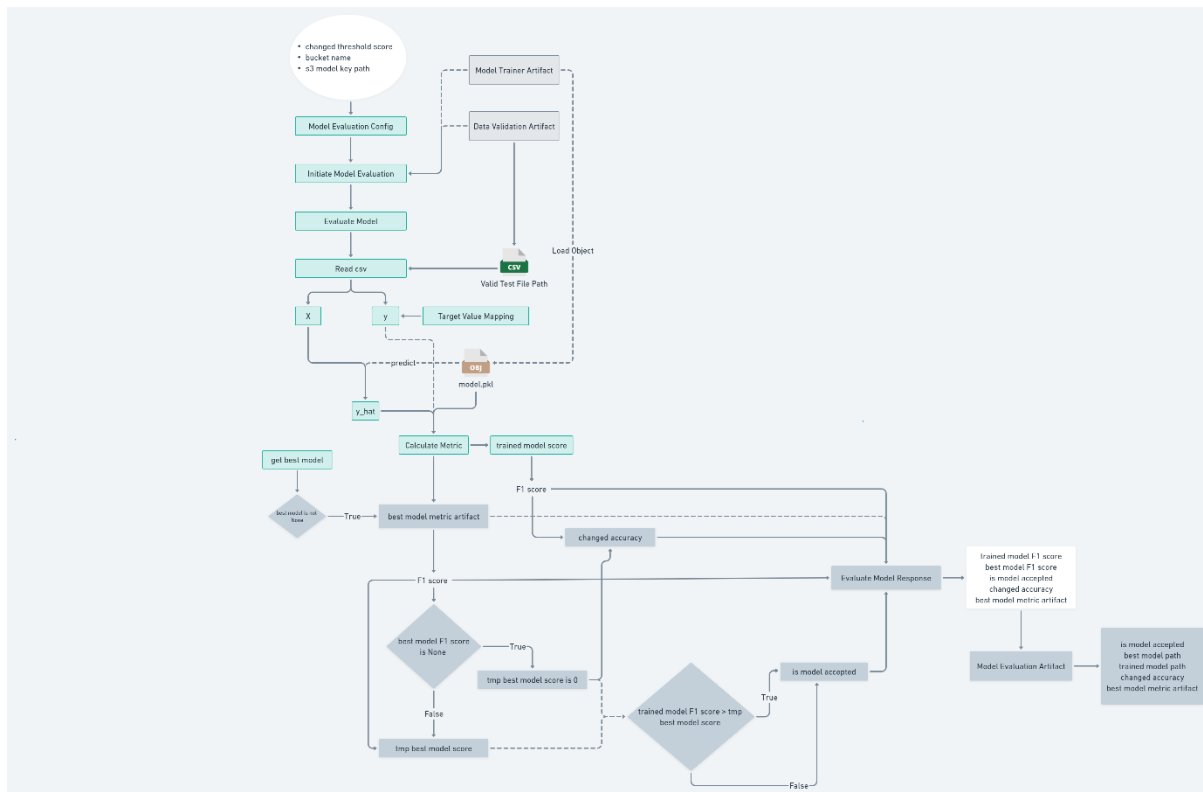 • changed threshold score
• bucket name
• s3 model key path
Model Trainer Artifact
Model Evaluation Config
Data Validation Artifact
Initiate Model Evaluation
Evaluate Model
Load Object
Read csv
CSV
Valid Test File Path
X
y
Target Value Mapping
predict
OBJ
model.pkl
y_hat
Calculate Metric
trained model score
get best model
F1 score
best model is not
None
True
best model metric artifact
changed accuracy
trained model F1 score
best model F1 score
is model accepted
changed accuracy
best model metric artifact
F1 score
Evaluate Model Response
best model F1 score
is None
True
tmp best model score is 0
is model accepted
Model Evaluation Artifact
is model accepted
best model path
trained model path
changed accuracy
best model metric artifact
False
trained model F1 score > tmp
best model score
True
tmp best model score
False